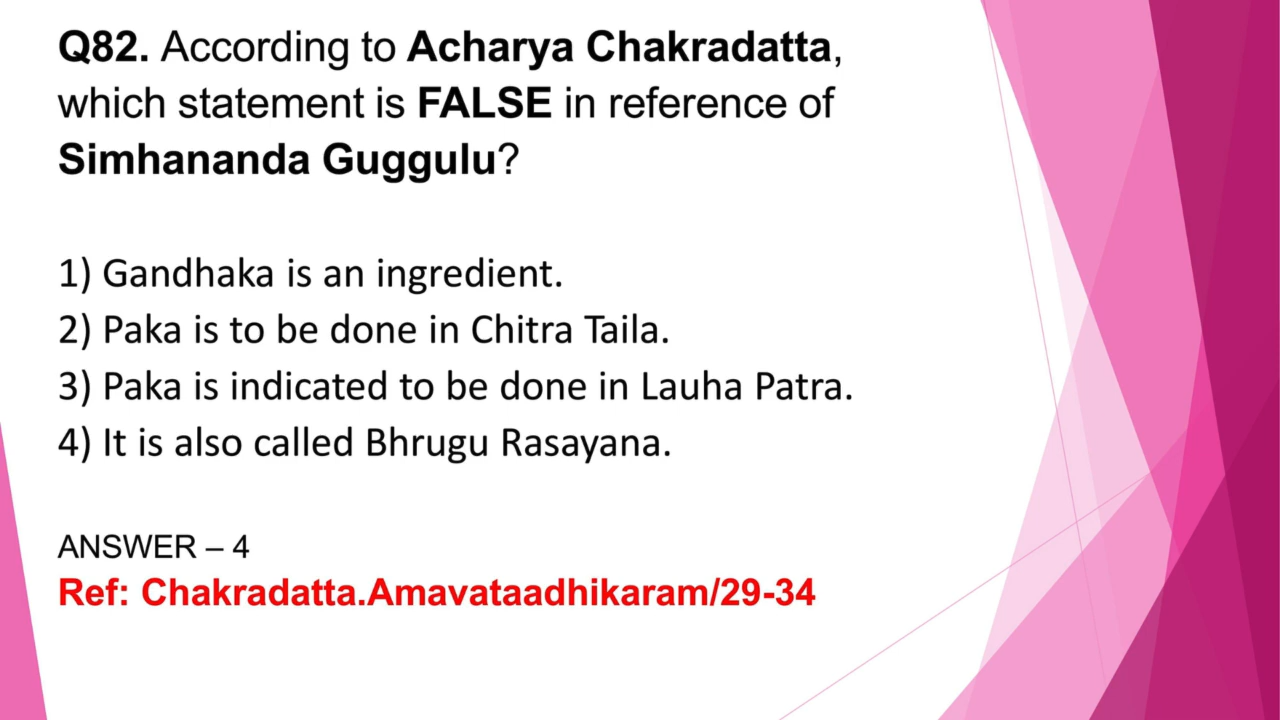 Q82. According to Acharya Chakradatta,
which statement is FALSE in reference of
Simhananda Guggulu?
1) Gandhaka is an ingredient.
2) Paka is to be done in Chitra Taila.
3) Paka is indicated to be done in Lauha Patra.
4) It is also called Bhrugu Rasayana.
ANSWER – 4
Ref: Chakradatta.Amavataadhikaram/29-34